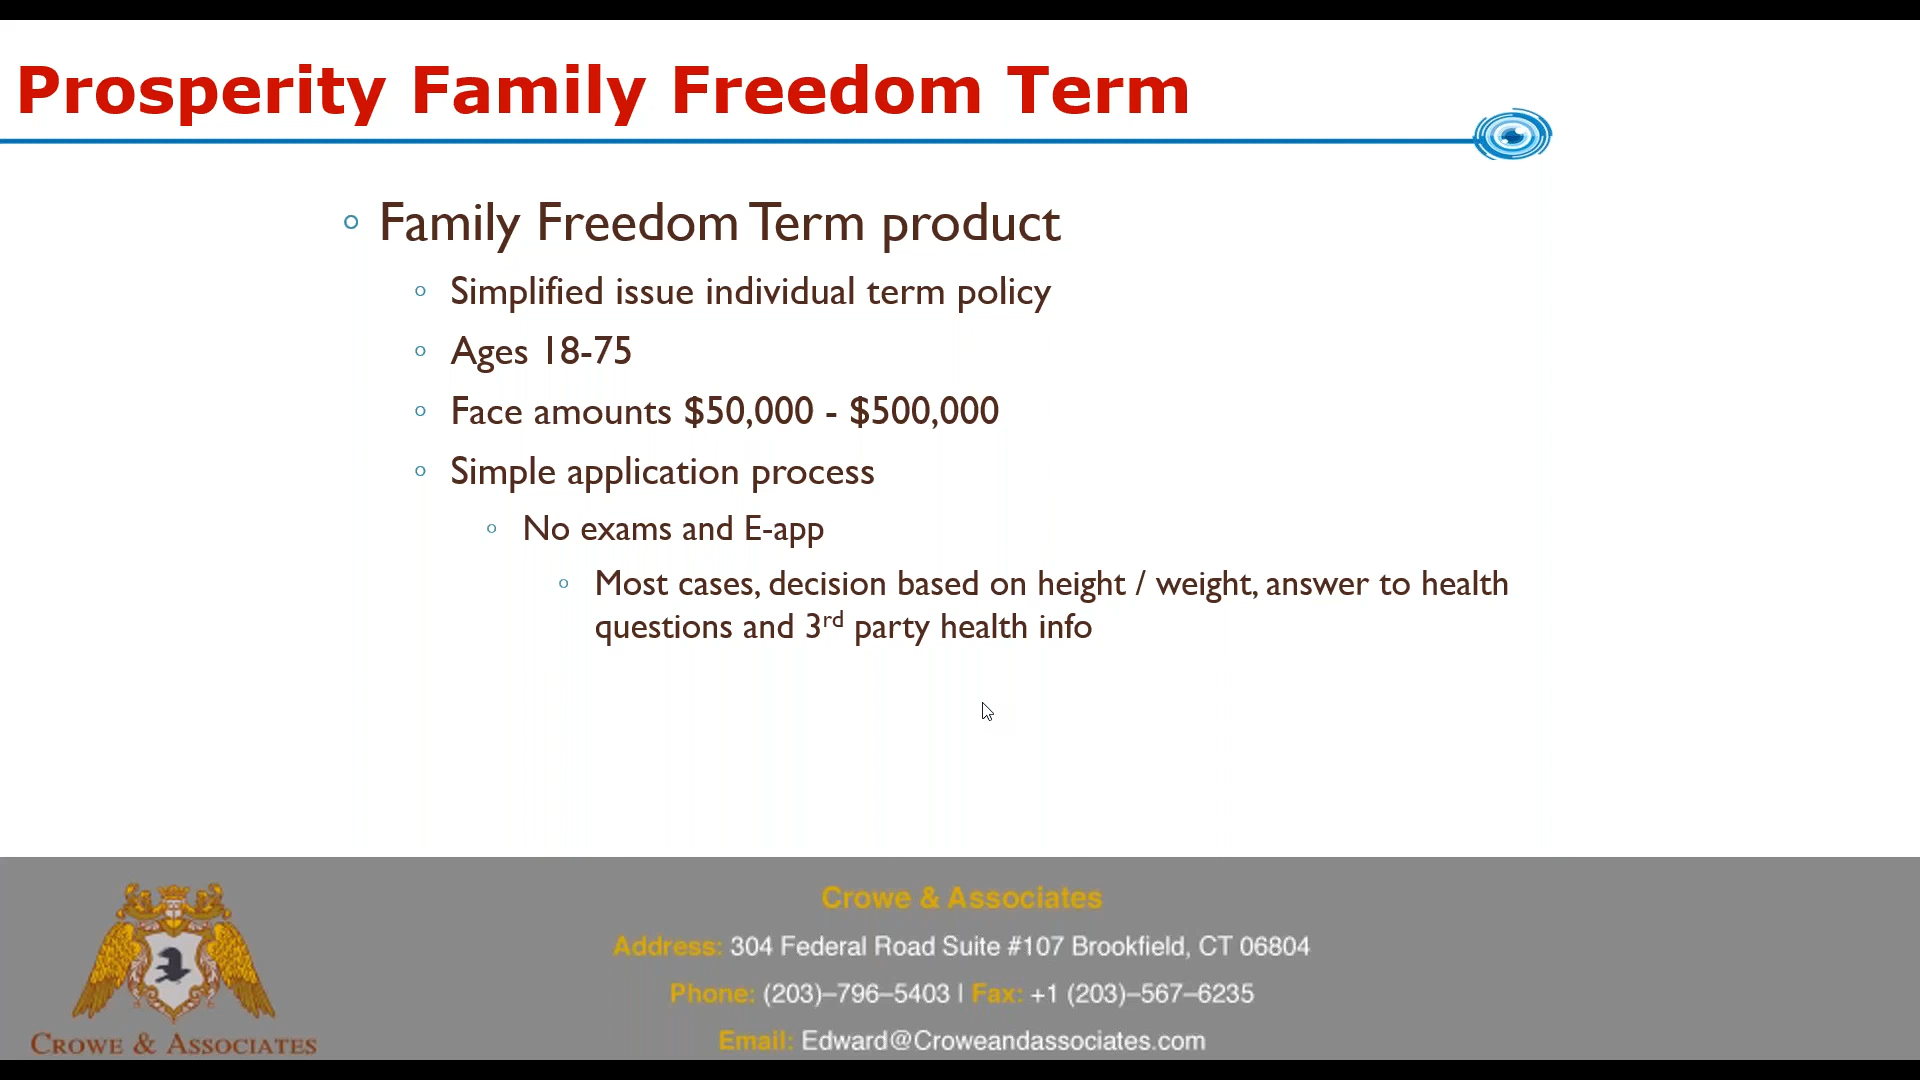 Prosperity Family Freedom Term
Family Freedom Term product
Simplified issue individual term policy
Ages 18-75
Face amounts $50,000 - $500,000
Simple application process
No exams and E-app
Most cases, decision based on height / weight, answer to health
questions and 3rd party health info
Crowe & Associates
Address: 304 Federal Road Suite #107 Brookfield, CT 06804
Phone: (203)–796–5403 | Fax: +1 (203)–567–6235
Email: Edward@Croweandassociates.com
Crowe & Associates